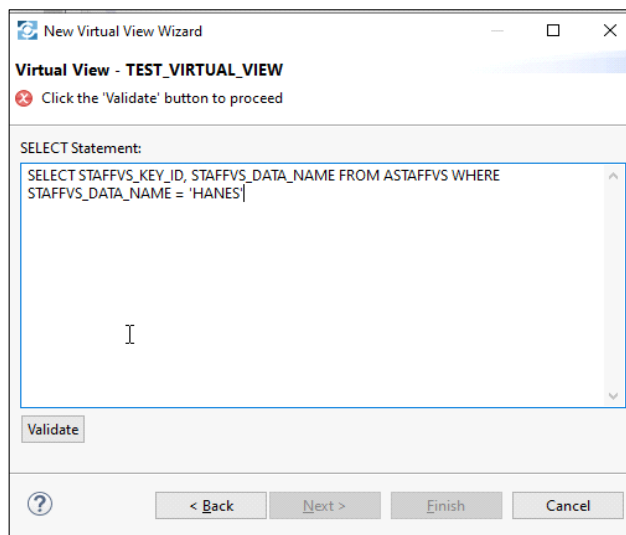 New Virtual View Wizard
Virtual View - TEST_VIRTUAL_VIEW
Click the 'Validate' button to proceed
SELECT Statement:
SELECT STAFFVS_KEY_ID, STAFFVS_DATA_NAME FROM ASTAFFVS WHERE
STAFFVS_DATA_NAME = 'HANES'
Validate
? < Back Next > Finish Cancel